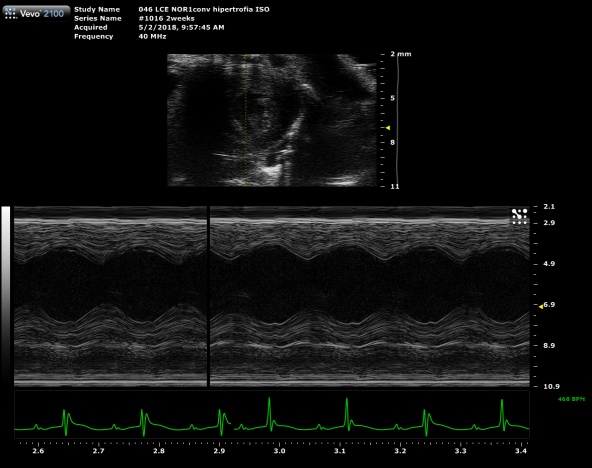 Vevo 2100
Study Name 046 LCE NOR1conv hipertrofia ISO
Series Name #1016 2weeks
Acquired 5/2/2018, 9:57:45 AM
Frequency 40 MHz
2 mm
5
8
11
2.1
2.9
4.9
6.9
8.9
10.9
460 BPM
2.6 2.7 2.8 2.9 3.0 3.1 3.2 3.3 3.4